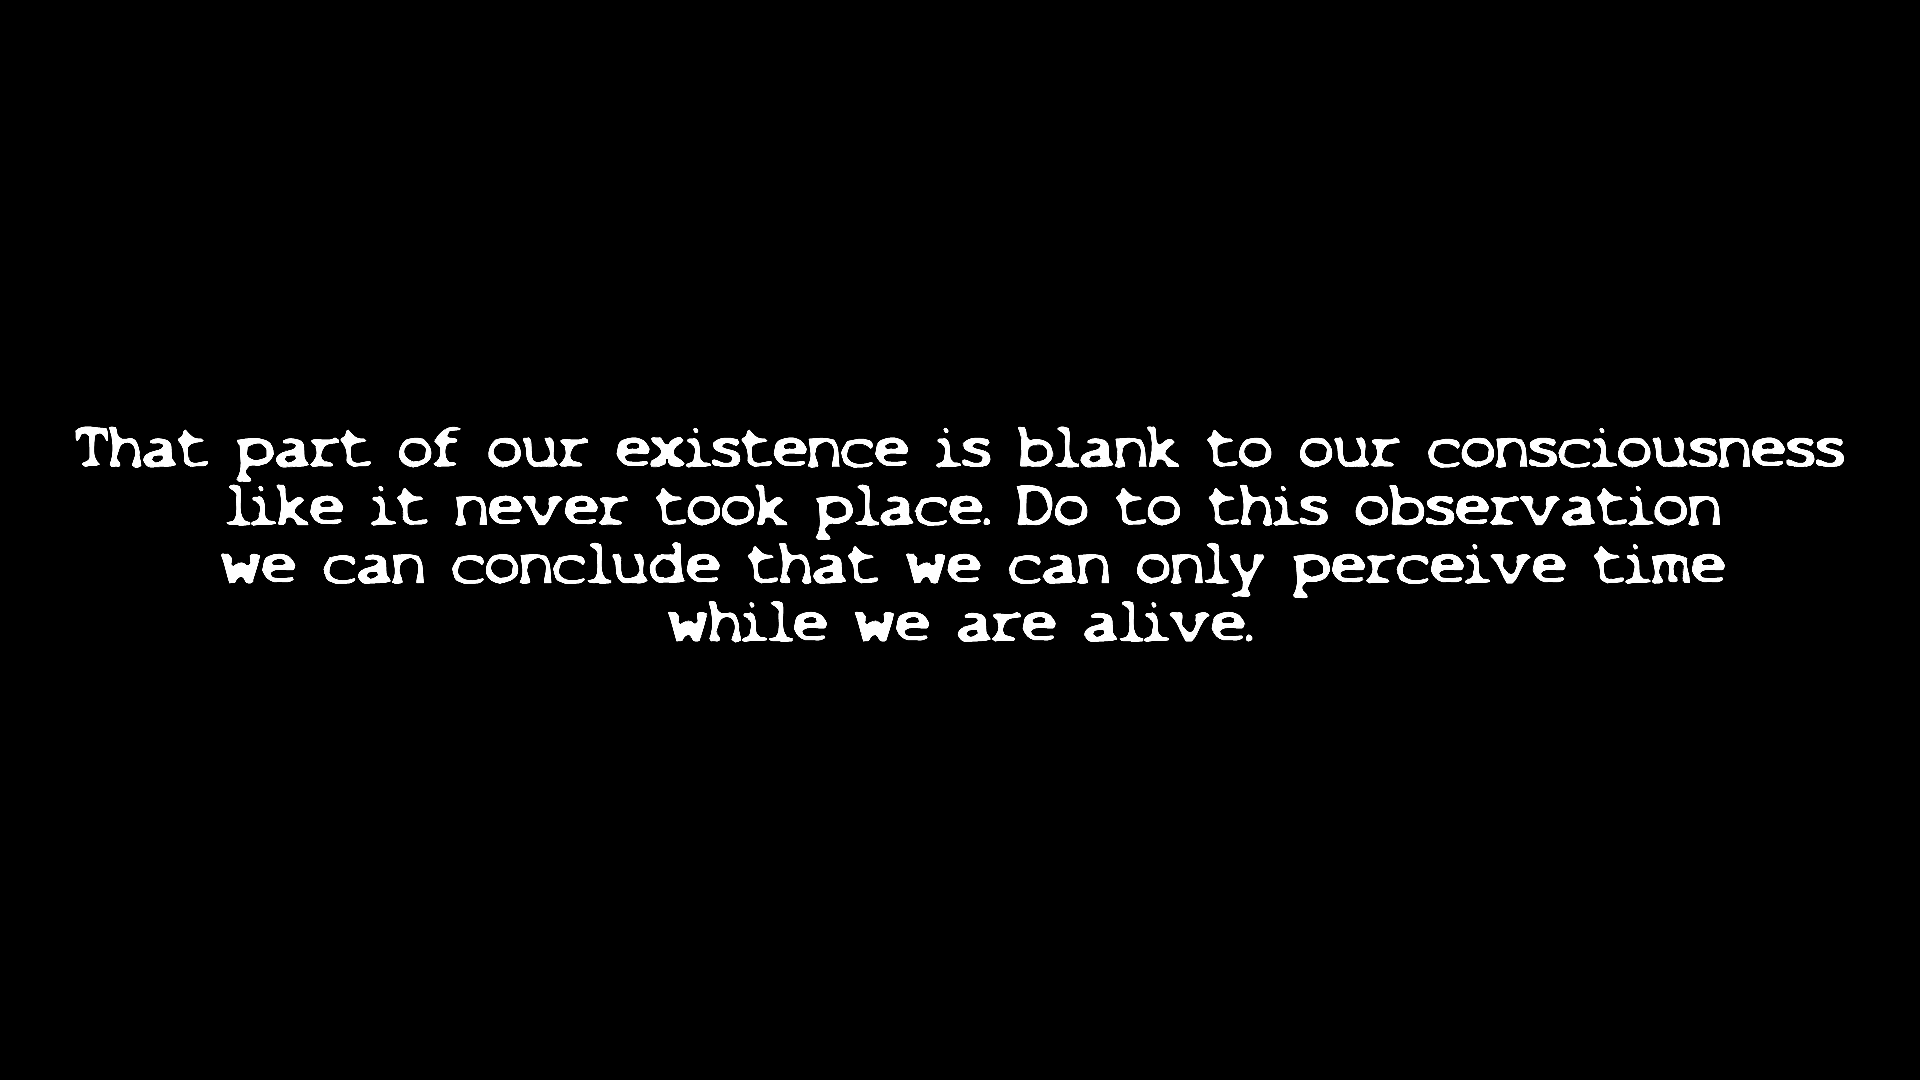 That part of our existence is blank to our consciousness
like it never took place. Do to this observation
we can conclude that we can only perceive time
while we are alive.